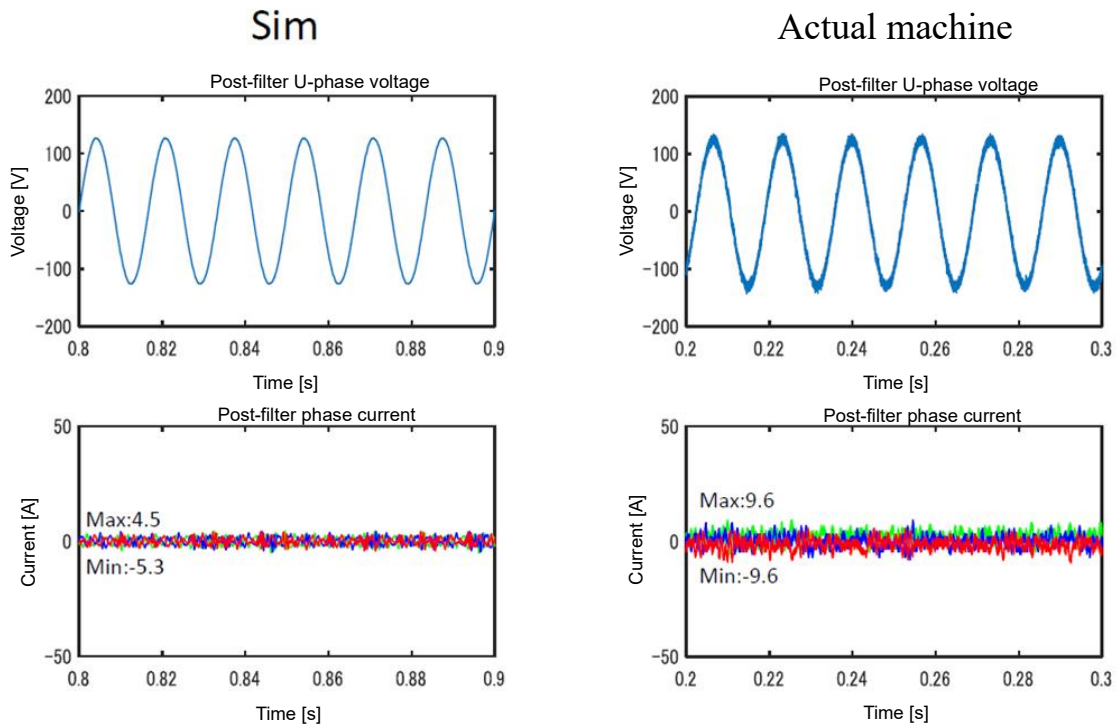 Sim
Actual machine
Post-filter U-phase voltage
200
100
0
−100
−200
Voltage [V]
0.8
0.82
0.84
0.86
0.88
0.9
Time [s]
Post-filter U-phase voltage
200
100
0
−100
−200
Voltage [V]
0.2
0.22
0.24
0.26
0.28
0.3
Time [s]
Post-filter phase current
50
0
−50
Current [A]
Max:4.5
Min:-5.3
0.8
0.82
0.84
0.86
0.88
0.9
Time [s]
Post-filter phase current
50
0
−50
Current [A]
Max:9.6
Min:-9.6
0.2
0.22
0.24
0.26
0.28
0.3
Time [s]